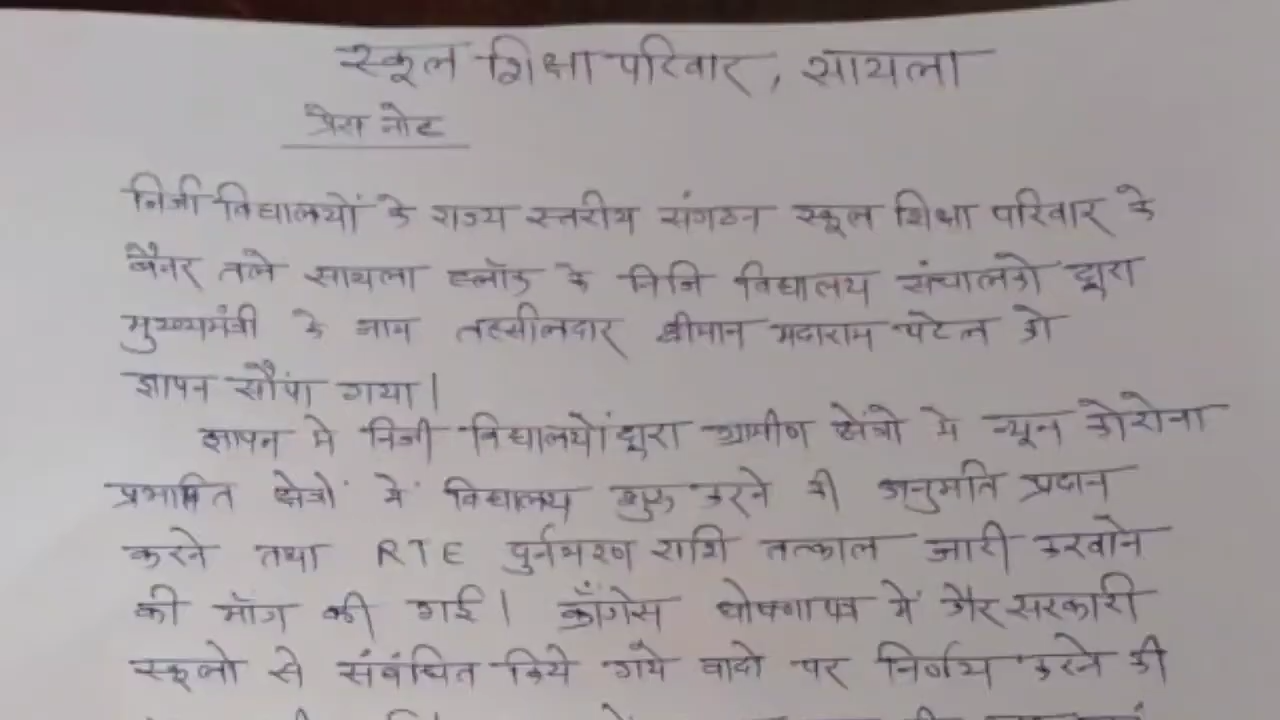 स्कूल शिक्षा परिवार, सायला
प्रेस नोट
निजी विद्यालयों के राज्य स्तरीय संगठन स्कूल शिक्षा परिवार के
बैनर तले सायला ब्लॉक के निजि विद्यालय संचालको द्वारा
मुख्यमंत्री के नाम तहसीलदार श्रीमान मदाराम पटेल को
ज्ञापन सौंपा गया।
ज्ञापन मे निजी विद्यालयों द्वारा ग्रामीण क्षेत्रो मे न्यून कोरोना
प्रभावित क्षेत्रों में विद्यालय शुरू करने की अनुमति प्रदान
करने तथा RTE पुर्नभरण राशि तत्काल जारी करवाने
की मॉग की गई। कॉंग्रेस घोषणापत्र में गैर सरकारी
स्कूलो से संबंधित किये गये वादो पर निर्णय करने की